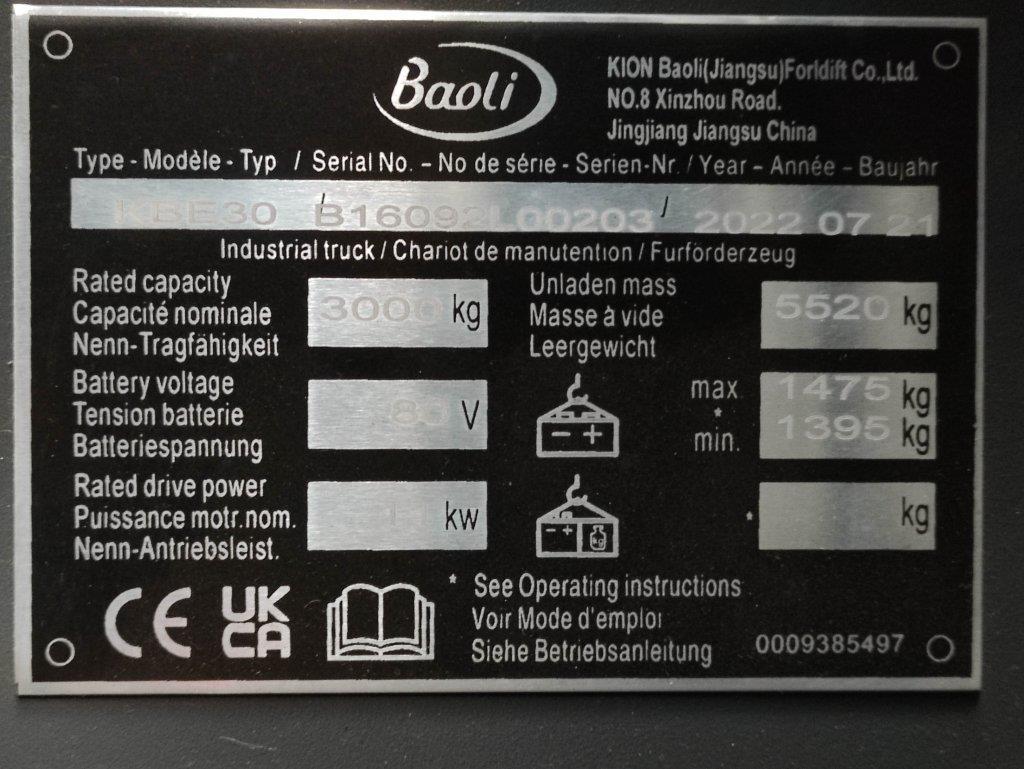 Baoli
KION Baoli(Jiangsu)Forldift Co.,Ltd.
NO.8 Xinzhou Road.
Jingjiang Jiangsu China
Type - Modèle - Typ / Serial No. - No de série - Serien-Nr. / Year - Année - Baujahr
KBE30 / B16092L00203 / 2022 07 21
Industrial truck / Chariot de manutention / Furförderzeug
Rated capacity
Capacité nominale
Nenn-Tragfähigkeit
3000 kg
Unladen mass
Masse à vide
Leergewicht
5520 kg
Battery voltage
Tension batterie
Batteriespannung
80 V
max
*
min.
1475 kg
1395 kg
Rated drive power
Puissance motr.nom.
Nenn-Antriebsleist.
kw
- +
kg
* kg
CE
UK
CA
* See Operating instructions
Voir Mode d'emploi
Siehe Betriebsanleitung
0009385497